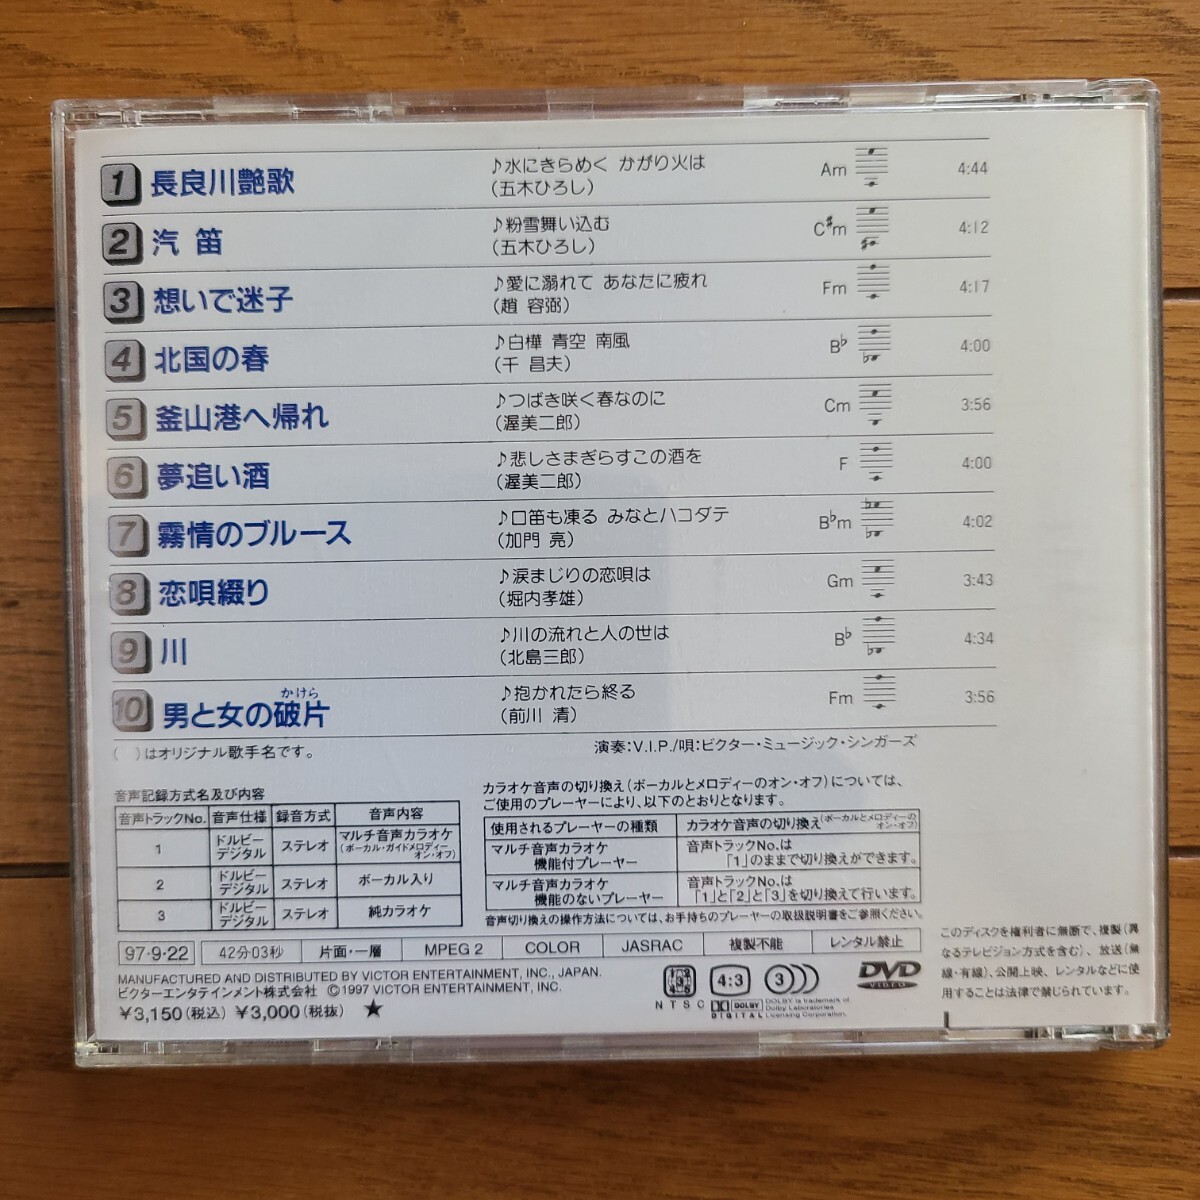 1 長良川艶歌 ♪水にきらめく かがり火は Am 4:44
(五木ひろし)
2 汽 笛 ♪粉雪舞い込む C♯m 4:12
(五木ひろし)
3 想いで迷子 ♪愛に溺れて あなたに疲れ Fm 4:17
(趙 容弼)
4 北国の春 ♪白樺 青空 南風 B♭ 4:00
(千 昌夫)
5 釜山港へ帰れ ♪つばき咲く春なのに Cm 3:56
(渥美二郎)
6 夢追い酒 ♪悲しさまぎらすこの酒を F 4:00
(渥美二郎)
7 霧情のブルース ♪口笛も凍る みなとハコダテ B♭m 4:02
(加門 亮)
8 恋唄綴り ♪涙まじりの恋唄は Gm 3:43
(堀内孝雄)
9 川 ♪川の流れと人の世は B♭ 4:34
(北島三郎)
かけら
10 男と女の破片 ♪抱かれたら終る Fm 3:56
(前川 清)
( )はオリジナル歌手名です。
演奏:V.I.P./唄:ビクター・ミュージック・シンガーズ
音声記録方式名及び内容
音声トラックNo. 音声仕様 録音方式 音声内容
1 ドルビーデジタル ステレオ マルチ音声カラオケ
(ボーカル・ガイドメロディーオン・オフ)
2 ドルビーデジタル ステレオ ボーカル入り
3 ドルビーデジタル ステレオ 純カラオケ
カラオケ音声の切り換え(ボーカルとメロディーのオン・オフ)については、
ご使用のプレーヤーにより、以下のとおりとなります。
使用されるプレーヤーの種類 カラオケ音声の切り換え(ボーカルとメロディーのオン・オフ)
マルチ音声カラオケ 音声トラックNo.は
機能付プレーヤー 「1」のままで切り換えができます。
マルチ音声カラオケ 音声トラックNo.は
機能のないプレーヤー 「1」と「2」と「3」を切り換えて行います。
音声切り換えの操作方法については、お手持ちのプレーヤーの取扱説明書をご参照ください。
97・9・22 42分03秒 片面・一層 MPEG 2 COLOR JASRAC 複製不能 レンタル禁止
MANUFACTURED AND DISTRIBUTED BY VICTOR ENTERTAINMENT, INC., JAPAN.
ビクターエンタテインメント株式会社 ©1997 VICTOR ENTERTAINMENT, INC.
¥3,150(税込) ¥3,000(税抜) ★
3 4:3 3 DVD
VIDEO
NTSC DOLBY
DIGITAL
DOLBY is trademark of
Dolby Laboratories
Licensing Corporation.
このディスクを権利者に無断で、複製(異
なるテレビジョン方式を含む)、放送(無
線・有線)、公開上映、レンタルなどに使
用することは法律で禁じられています。